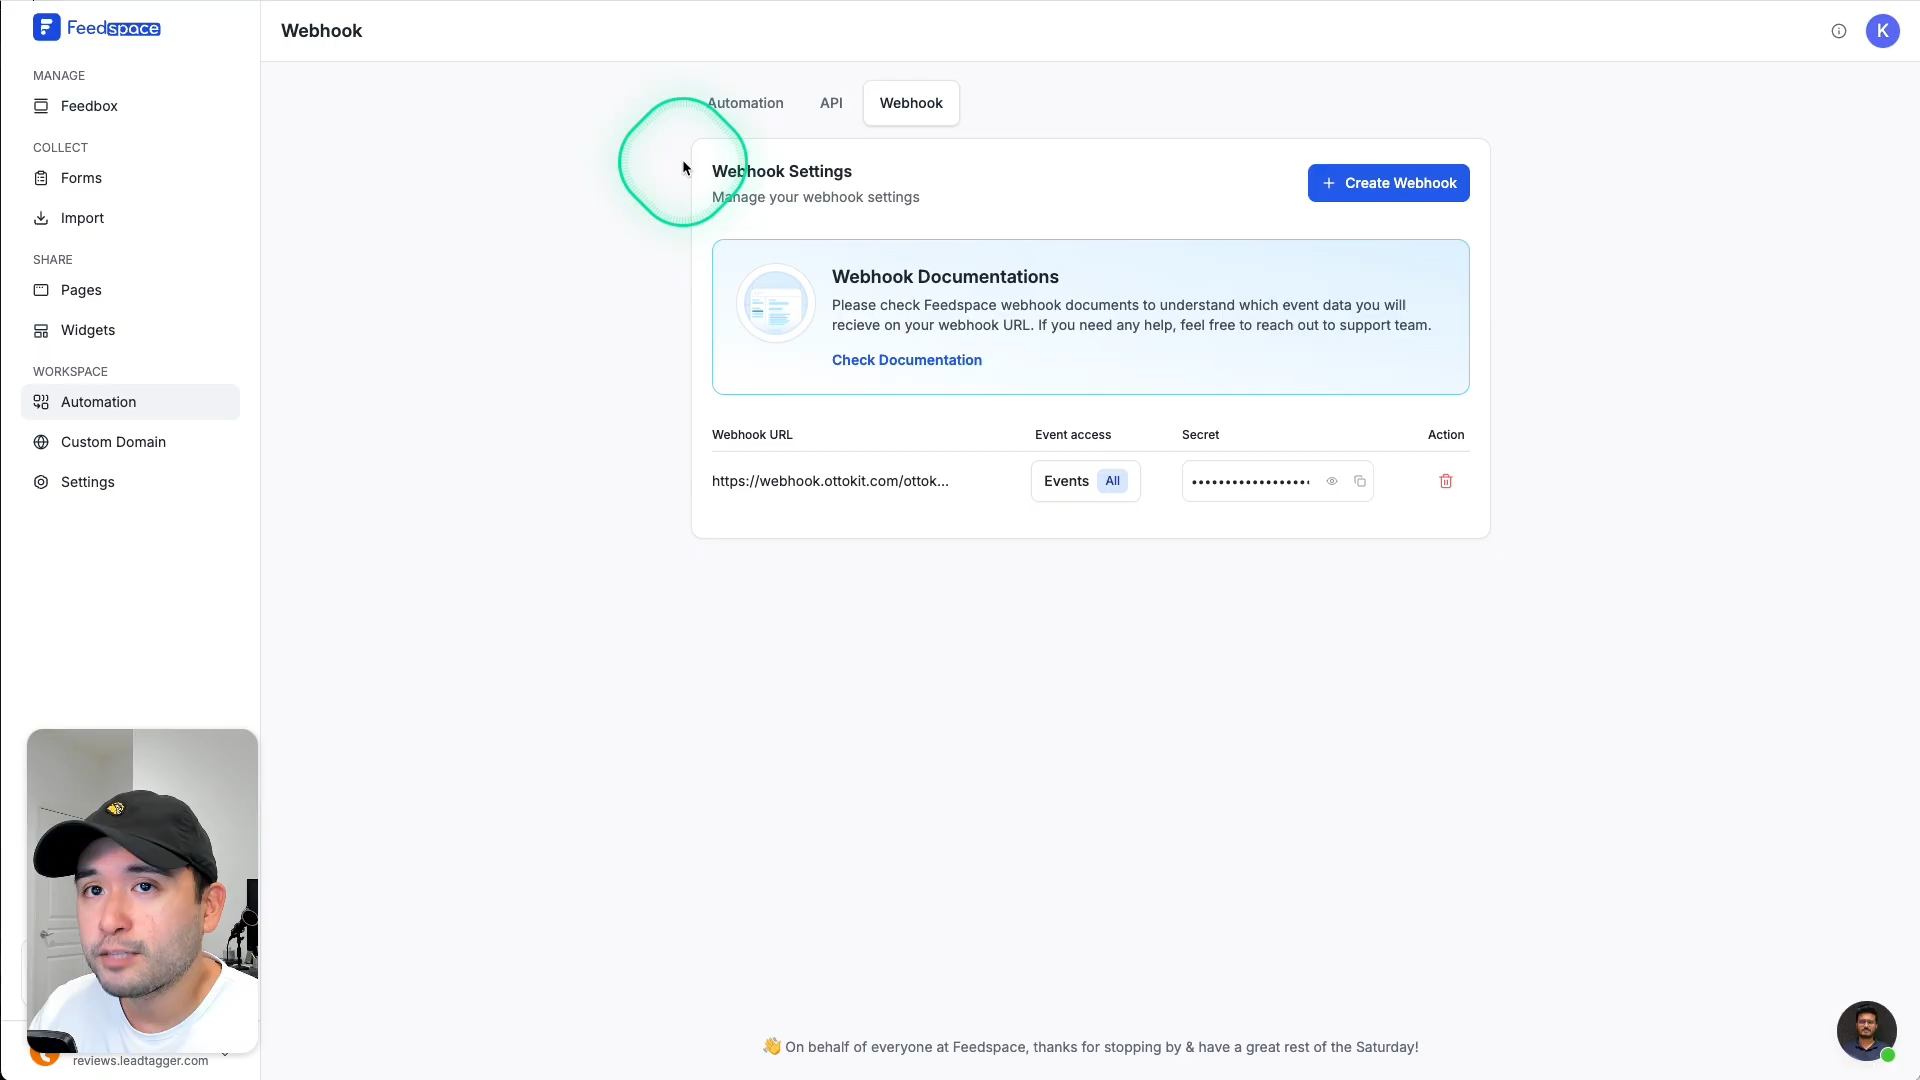 Feedspace
Webhook
K
MANAGE
Feedbox
COLLECT
Forms
Import
SHARE
Pages
Widgets
WORKSPACE
Automation
Custom Domain
Settings
reviews.leadtagger.com
Automation
API
Webhook
Webhook Settings
Manage your webhook settings
Create Webhook
Webhook Documentations
Please check Feedspace webhook documents to understand which event data you will
recieve on your webhook URL. If you need any help, feel free to reach out to support team.
Check Documentation
Webhook URL Event access Secret Action
https://webhook.ottokit.com/ottok... Events All ••••••••••••••••••
👋 On behalf of everyone at Feedspace, thanks for stopping by & have a great rest of the Saturday!